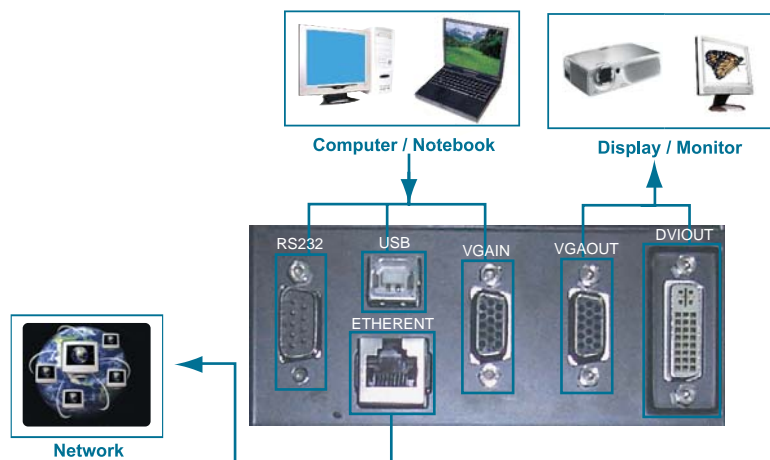 Computer / Notebook
Display / Monitor
RS232
USB
VGAIN
VGAOUT
DVIOUT
ETHERENT
Network